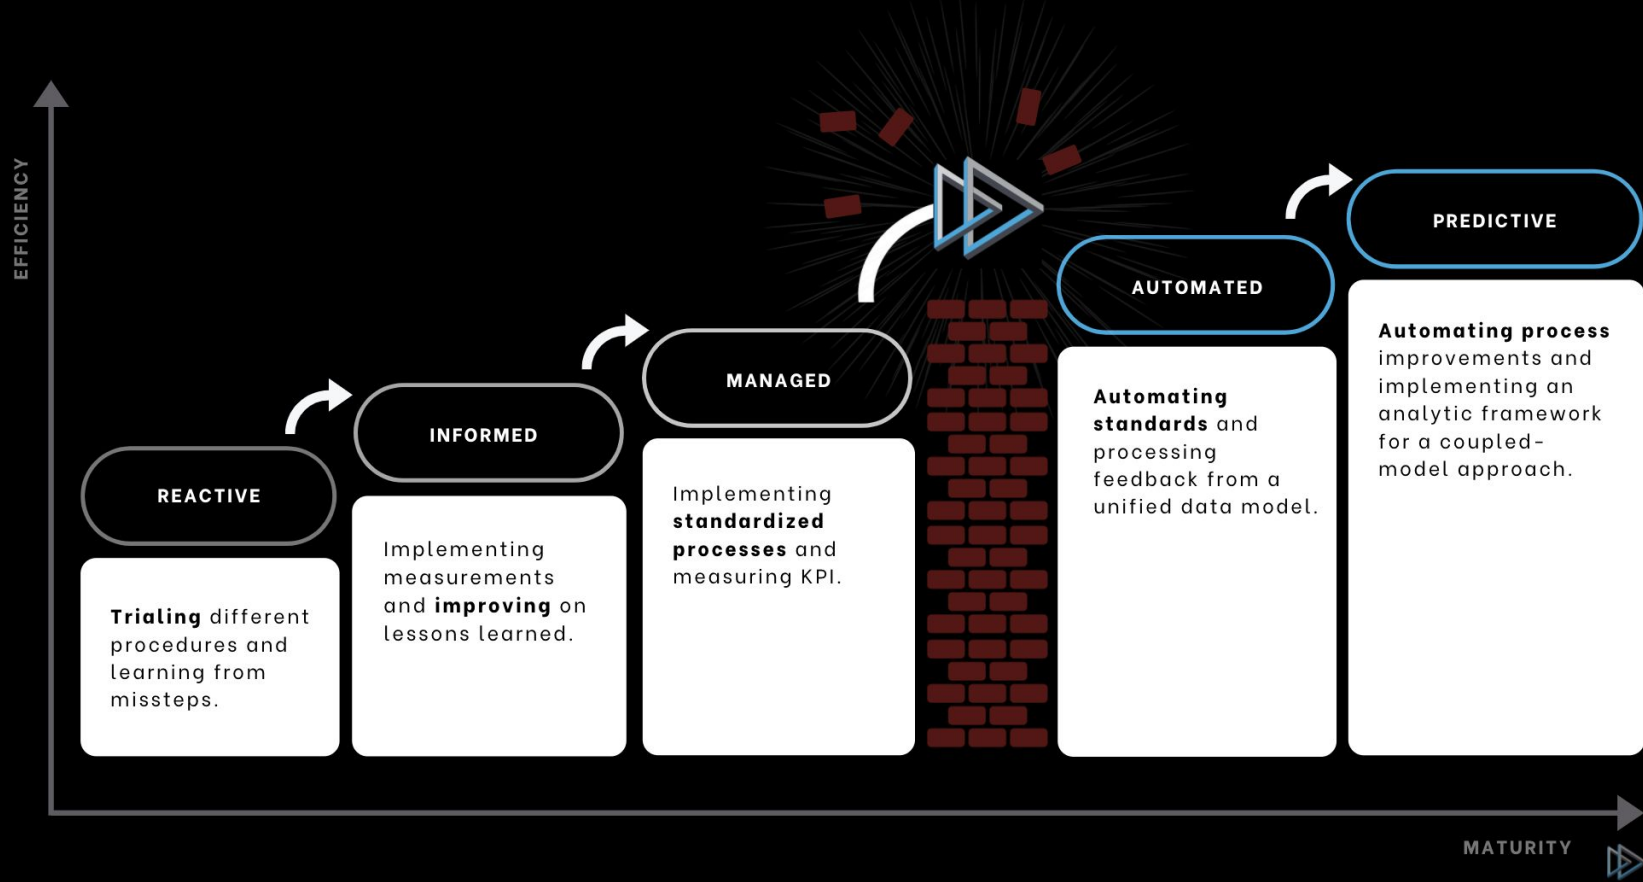 EFFICIENCY
REACTIVE
Trialing different
procedures and
learning from
missteps.
INFORMED
Implementing
measurements
and improving on
lessons learned.
MANAGED
Implementing
standardized
processes and
measuring KPI.
AUTOMATED
Automating
standards and
processing
feedback from a
unified data model.
PREDICTIVE
Automating process
improvements and
implementing an
analytic framework
for a coupled-
model approach.
MATURITY